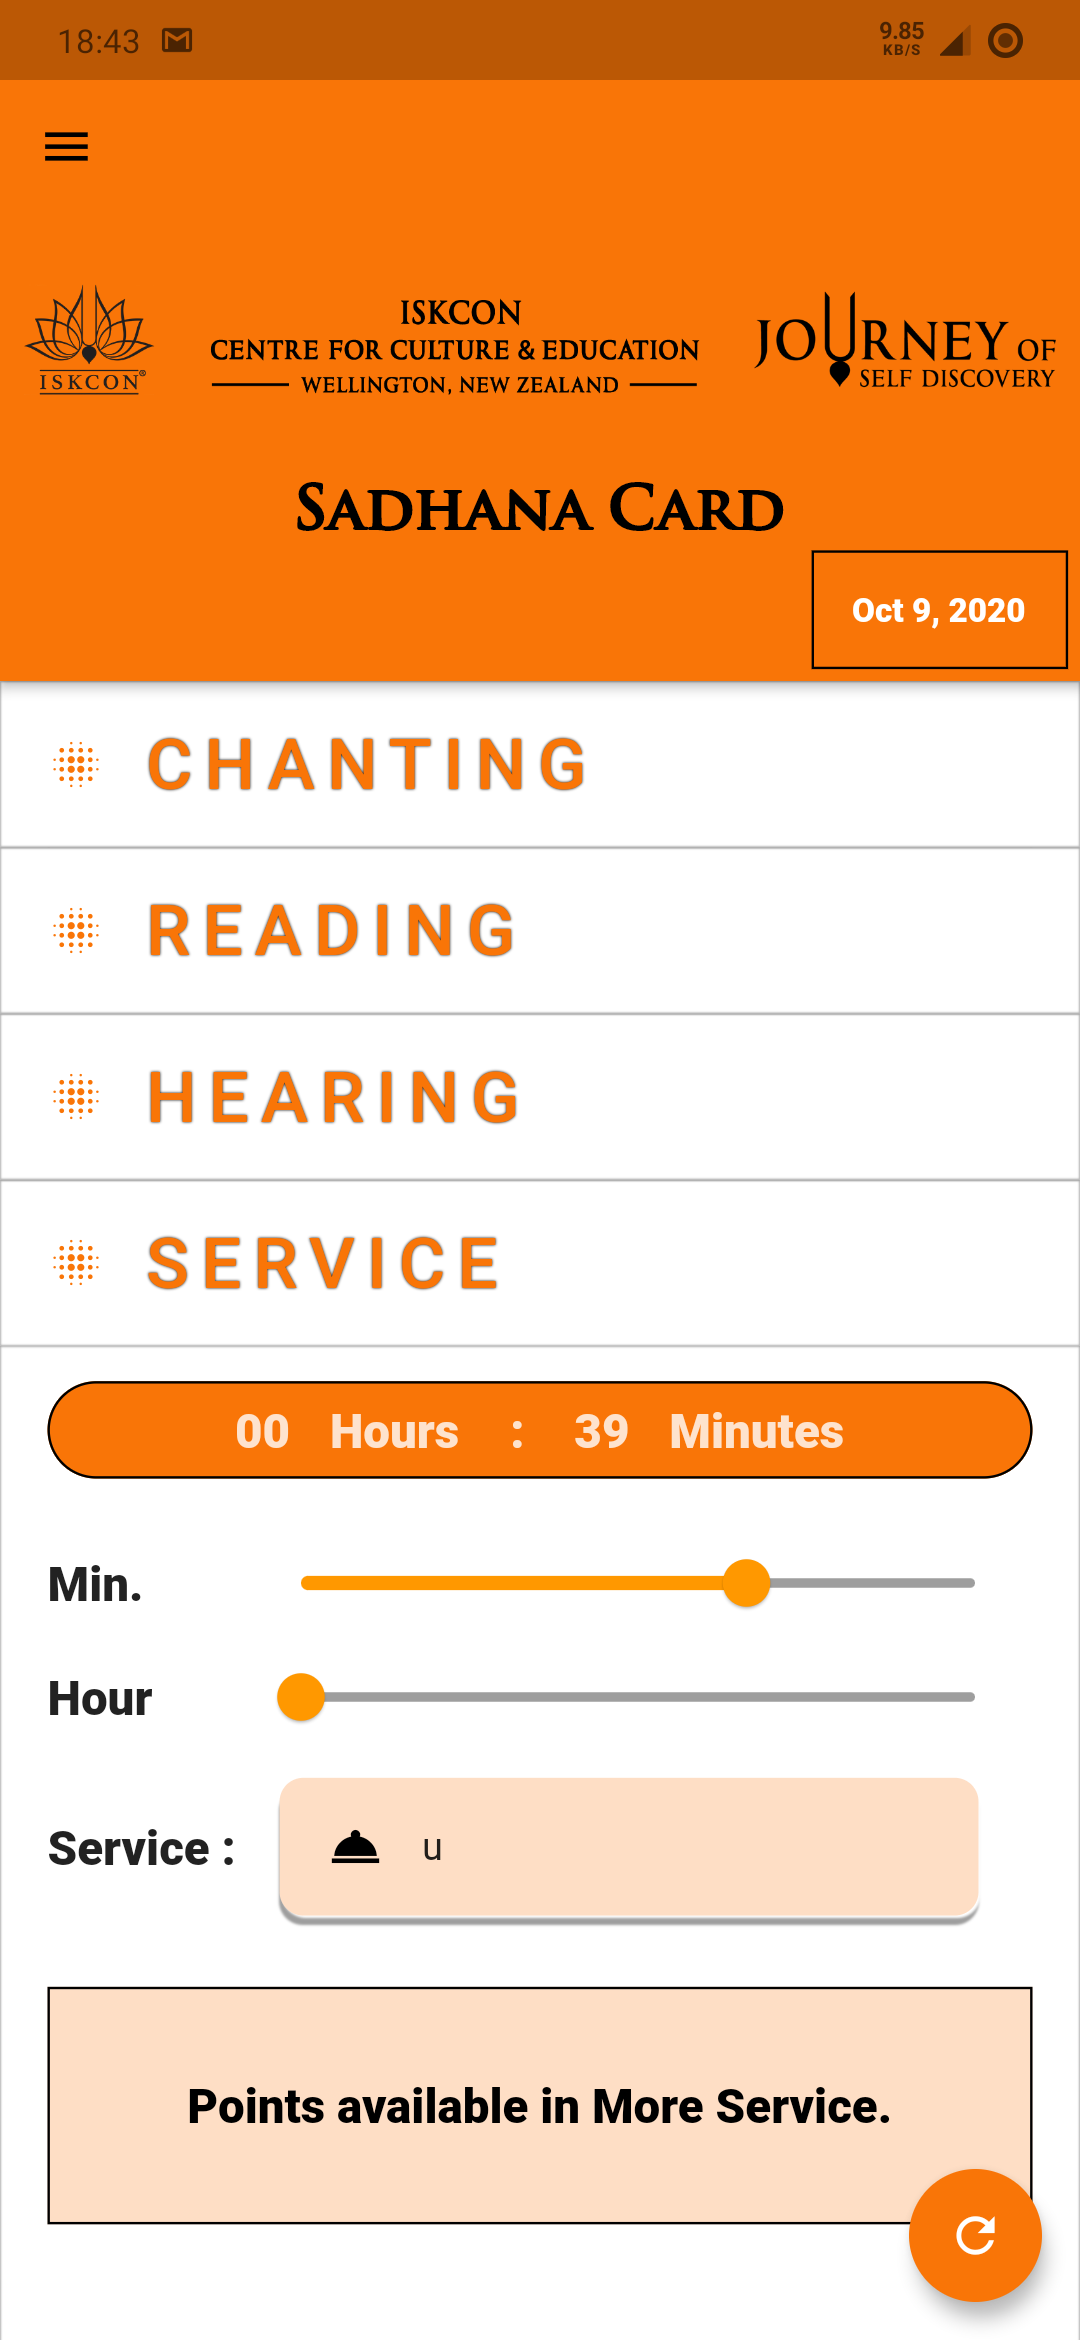 18:43
9.85
KB/S
ISKCON®
ISKCON
CENTRE FOR CULTURE & EDUCATION
WELLINGTON, NEW ZEALAND
JOURNEY OF
SELF DISCOVERY
SADHANA CARD
Oct 9, 2020
CHANTING
READING
HEARING
SERVICE
00 Hours : 39 Minutes
Min.
Hour
Service : u
Points available in More Service.